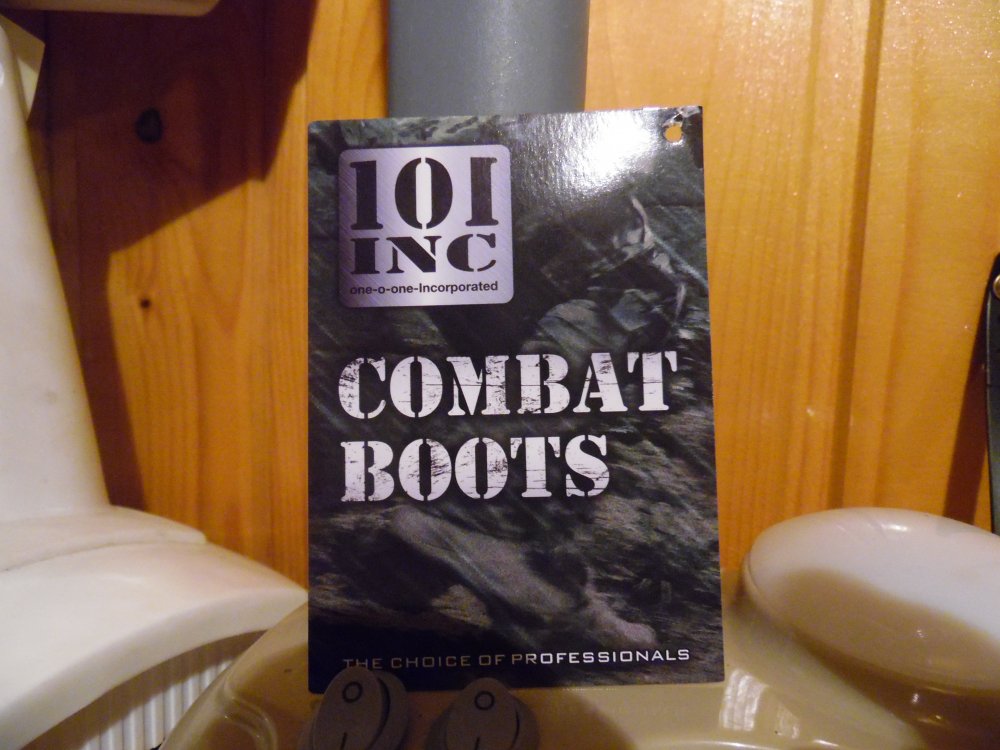 101
INC
one-o-one-Incorporated
COMBAT
BOOTS
THE CHOICE OF PROFESSIONALS